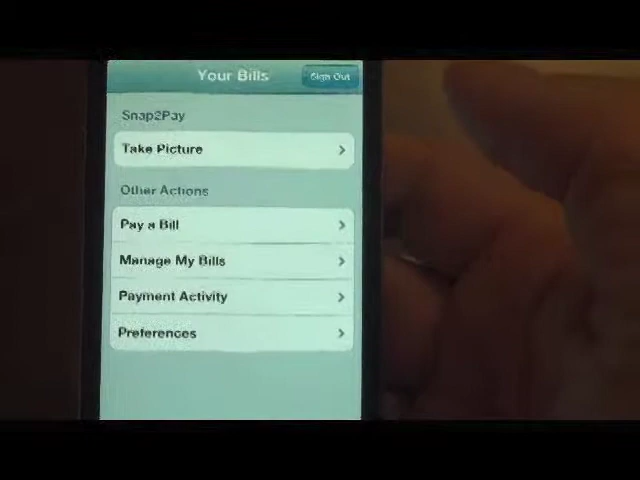 Your Bills
Sign Out
Snap2Pay
Take Picture
Other Actions
Pay a Bill
Manage My Bills
Payment Activity
Preferences